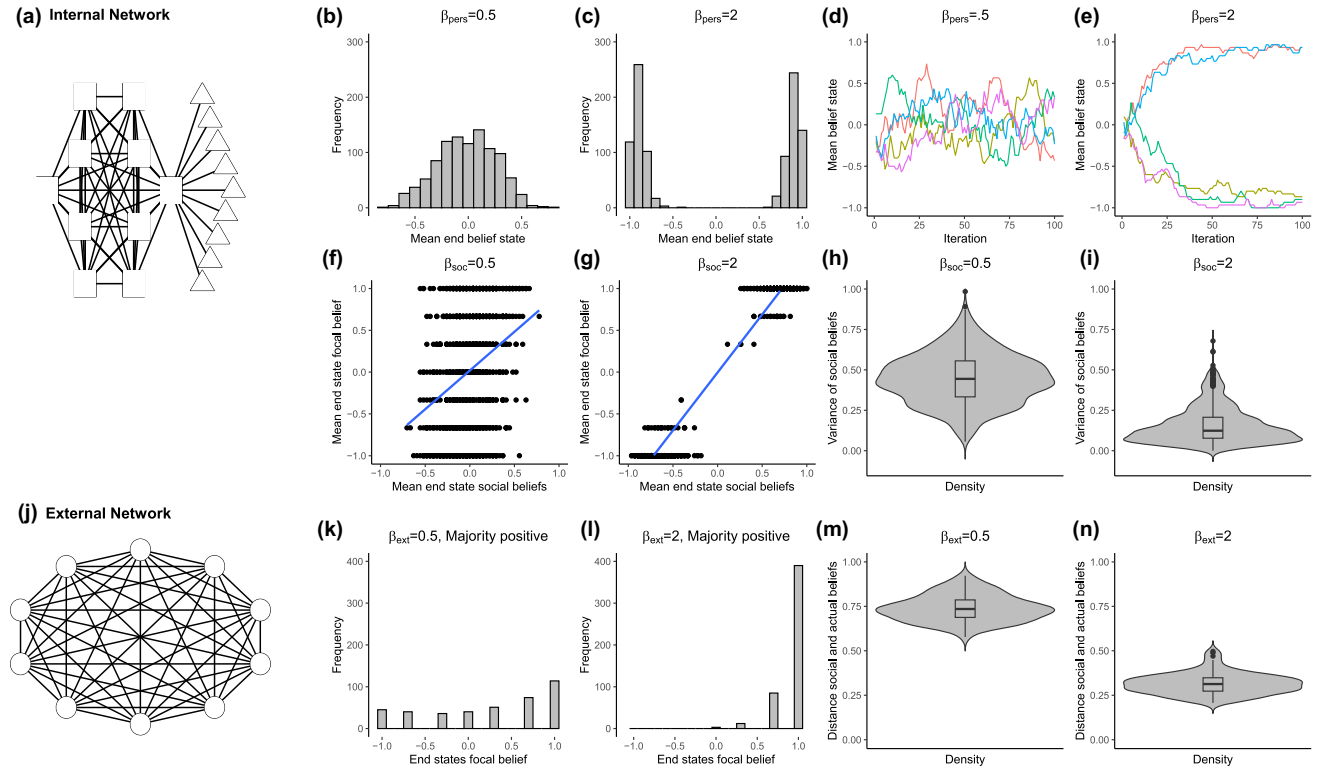 (a) Internal Network
(b)
βpers=0.5
300
200
100
0
Frequency
−0.5 0.0 0.5
Mean end belief state
(c)
βpers=2
300
200
100
0
Frequency
−1.0 −0.5 0.0 0.5 1.0
Mean end belief state
(d)
βpers=.5
1.0
0.5
0.0
−0.5
−1.0
Mean belief state
0 25 50 75 100
Iteration
(e)
βpers=2
1.0
0.5
0.0
−0.5
−1.0
Mean belief state
0 25 50 75 100
Iteration
(f)
βsoc=0.5
1.0
0.5
0.0
−0.5
−1.0
Mean end state focal belief
−1.0 −0.5 0.0 0.5 1.0
Mean end state social beliefs
(g)
βsoc=2
1.0
0.5
0.0
−0.5
−1.0
Mean end state focal belief
−1.0 −0.5 0.0 0.5 1.0
Mean end state social beliefs
(h)
βsoc=0.5
1.00
0.75
0.50
0.25
0.00
Variance of social beliefs
Density
(i)
βsoc=2
1.00
0.75
0.50
0.25
0.00
Variance of social beliefs
Density
(j) External Network
(k)
βext=0.5, Majority positive
400
300
200
100
0
Frequency
−1.0 −0.5 0.0 0.5 1.0
End states focal belief
(l)
βext=2, Majority positive
400
300
200
100
0
Frequency
−1.0 −0.5 0.0 0.5 1.0
End states focal belief
(m)
βext=0.5
1.00
0.75
0.50
0.25
0.00
Distance social and actual beliefs
Density
(n)
βext=2
1.00
0.75
0.50
0.25
0.00
Distance social and actual beliefs
Density